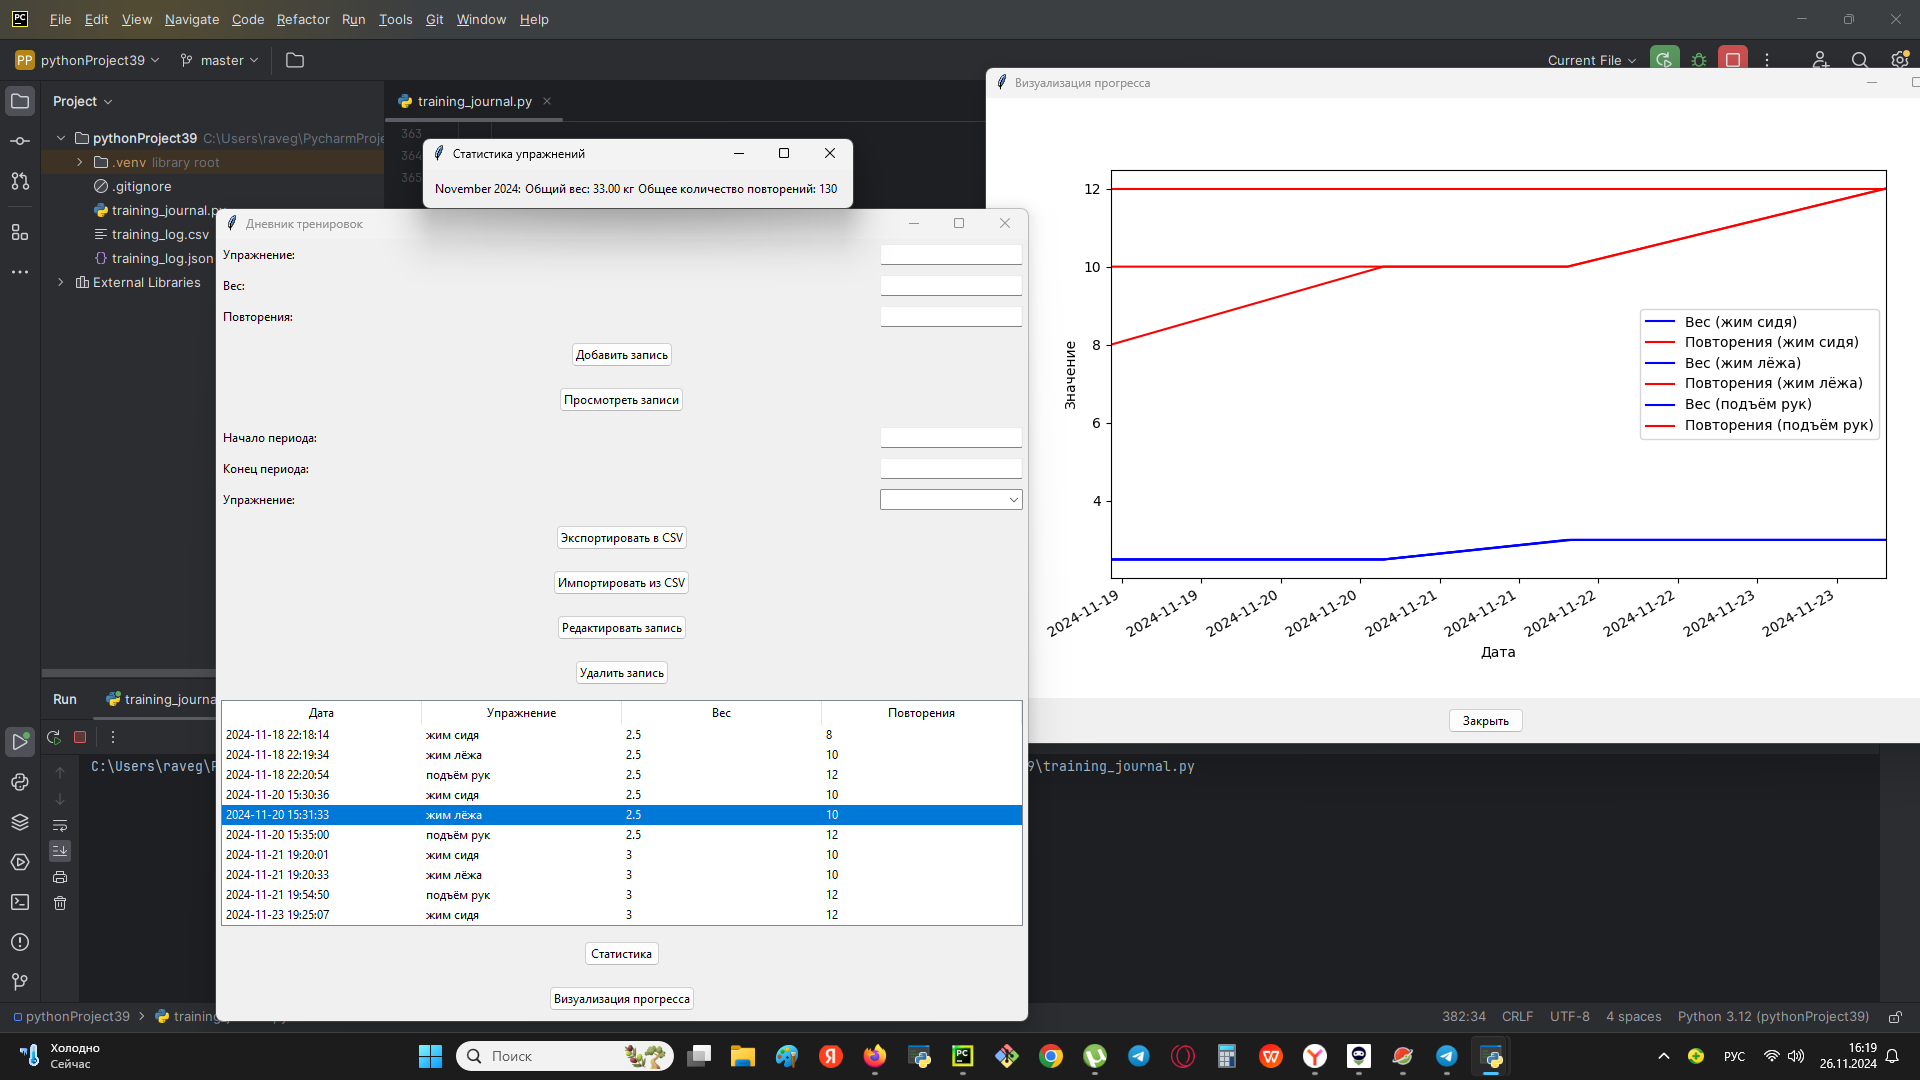 PC File Edit View Navigate Code Refactor Run Tools Git Window Help
PP pythonProject39 master Current File
Project
pythonProject39 C:\Users\raveg\PycharmProje
.venv library root
.gitignore
training_journal.py
training_log.csv
training_log.json
External Libraries
training_journal.py
363
364
365
Статистика упражнений
November 2024: Общий вес: 33.00 кг Общее количество повторений: 130
Дневник тренировок
Упражнение:
Вес:
Повторения:
Добавить запись
Просмотреть записи
Начало периода:
Конец периода:
Упражнение:
Экспортировать в CSV
Импортировать из CSV
Редактировать запись
Удалить запись
Дата Упражнение Вес Повторения
2024-11-18 22:18:14 жим сидя 2.5 8
2024-11-18 22:19:34 жим лёжа 2.5 10
2024-11-18 22:20:54 подъём рук 2.5 12
2024-11-20 15:30:36 жим сидя 2.5 10
2024-11-20 15:31:33 жим лёжа 2.5 10
2024-11-20 15:35:00 подъём рук 2.5 12
2024-11-21 19:20:01 жим сидя 3 10
2024-11-21 19:20:33 жим лёжа 3 10
2024-11-21 19:54:50 подъём рук 3 12
2024-11-23 19:25:07 жим сидя 3 12
Статистика
Визуализация прогресса
Визуализация прогресса
12
10
8
6
4
Значение
Вес (жим сидя)
Повторения (жим сидя)
Вес (жим лёжа)
Повторения (жим лёжа)
Вес (подъём рук)
Повторения (подъём рук)
2024-11-19 2024-11-19 2024-11-20 2024-11-20 2024-11-21 2024-11-21 2024-11-22 2024-11-22 2024-11-23 2024-11-23
Дата
Закрыть
Run training_journa
C:\Users\raveg\P 9\training_journal.py
pythonProject39 training_
382:34 CRLF UTF-8 4 spaces Python 3.12 (pythonProject39)
Холодно
Сейчас
Поиск
РУС
16:19
26.11.2024